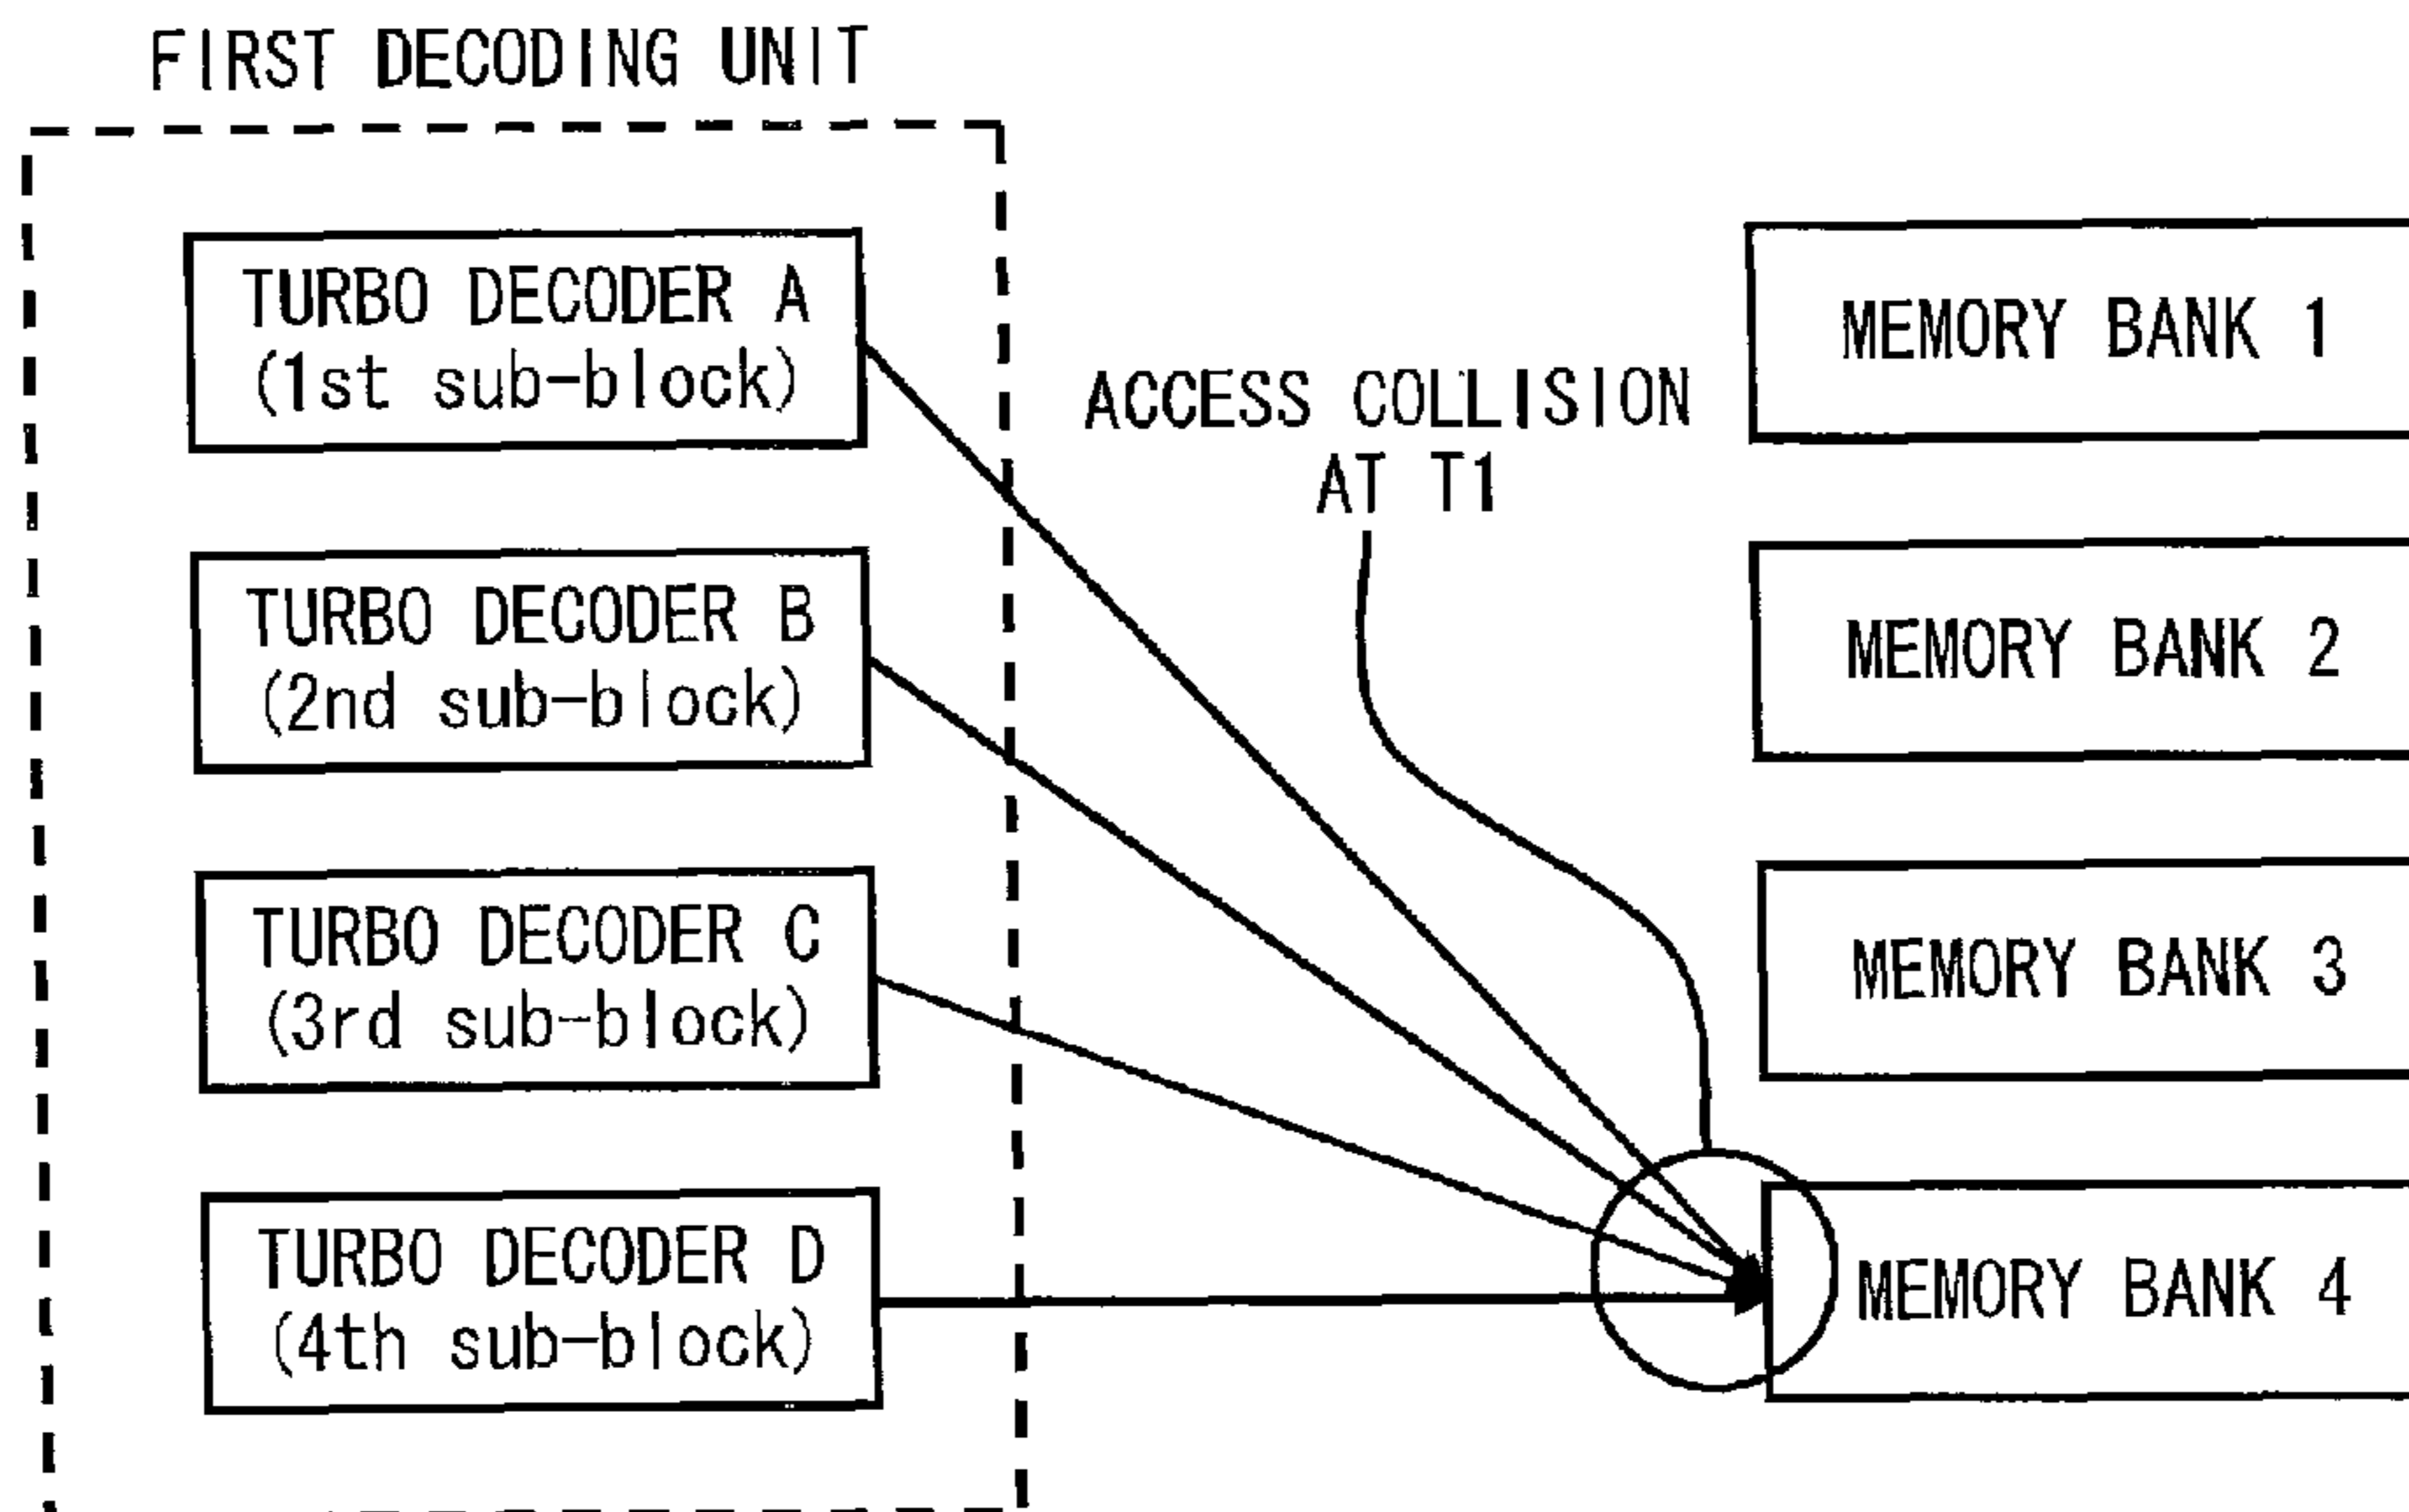 FIRST DECODING UNIT
TURBO DECODER A
(1st sub-block)
TURBO DECODER B
(2nd sub-block)
TURBO DECODER C
(3rd sub-block)
TURBO DECODER D
(4th sub-block)
ACCESS COLLISION
AT T1
MEMORY BANK 1
MEMORY BANK 2
MEMORY BANK 3
MEMORY BANK 4